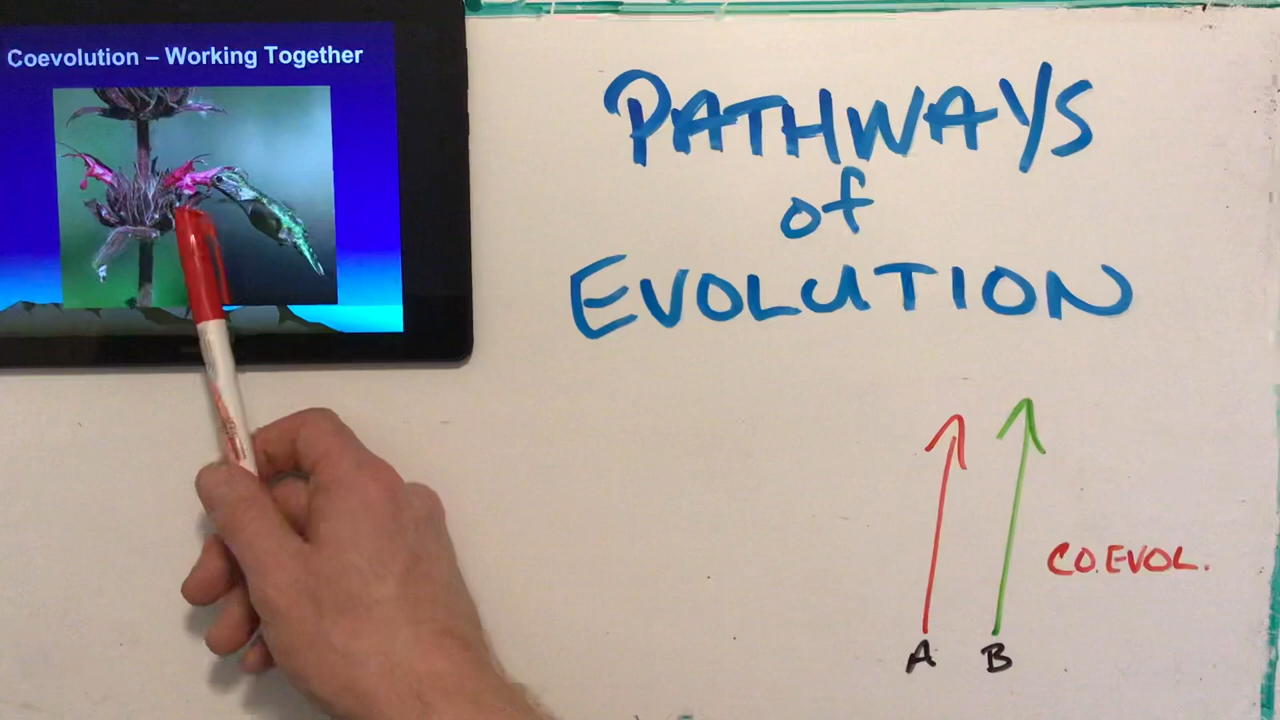 Coevolution – Working Together
PATHWAYS
of
EVOLUTION
CO.EVOL.
A B